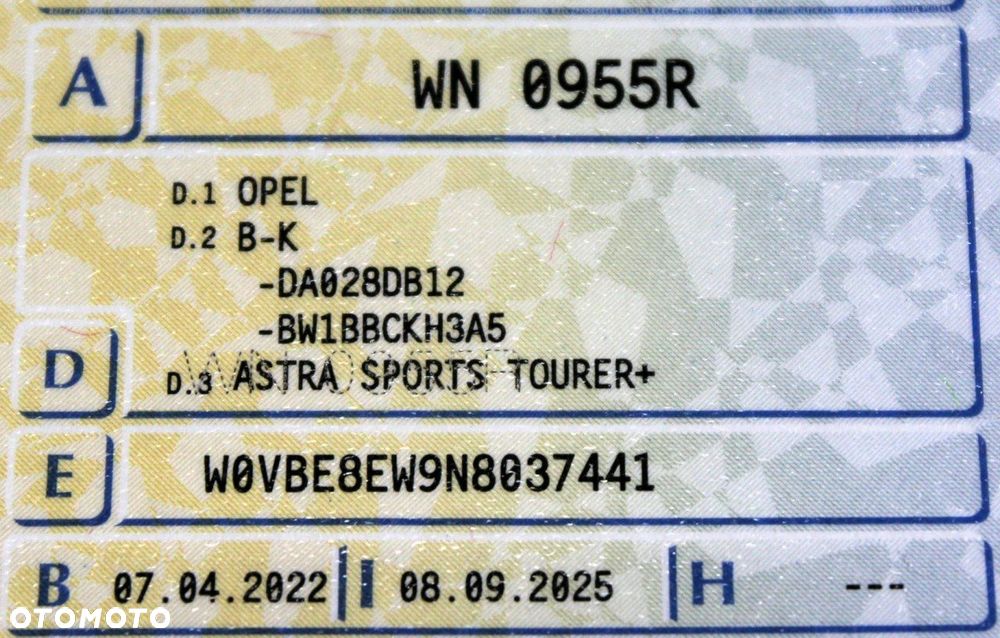 A WN 0955R
D.1 OPEL
D.2 B-K
-DA028DB12
-BW1BBCKH3A5
D D.3 ASTRA SPORTS TOURER+
E W0VBE8EW9N8037441
B 07.04.2022 I 08.09.2025 H ---
OTOMOTO